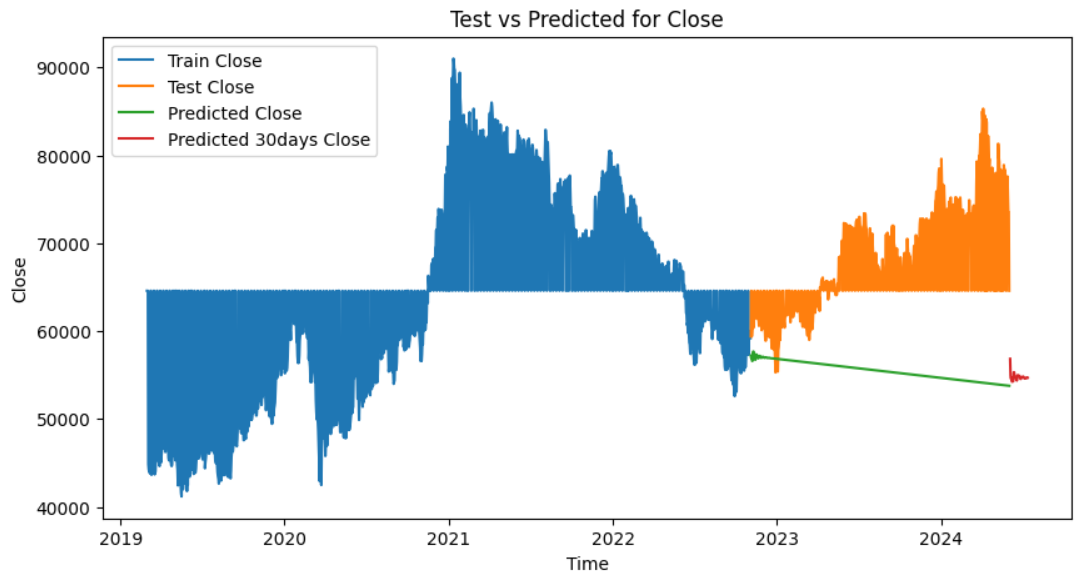 Test vs Predicted for Close
Train Close
Test Close
Predicted Close
Predicted 30days Close
90000
80000
70000
60000
50000
40000
Close
2019 2020 2021 2022 2023 2024
Time